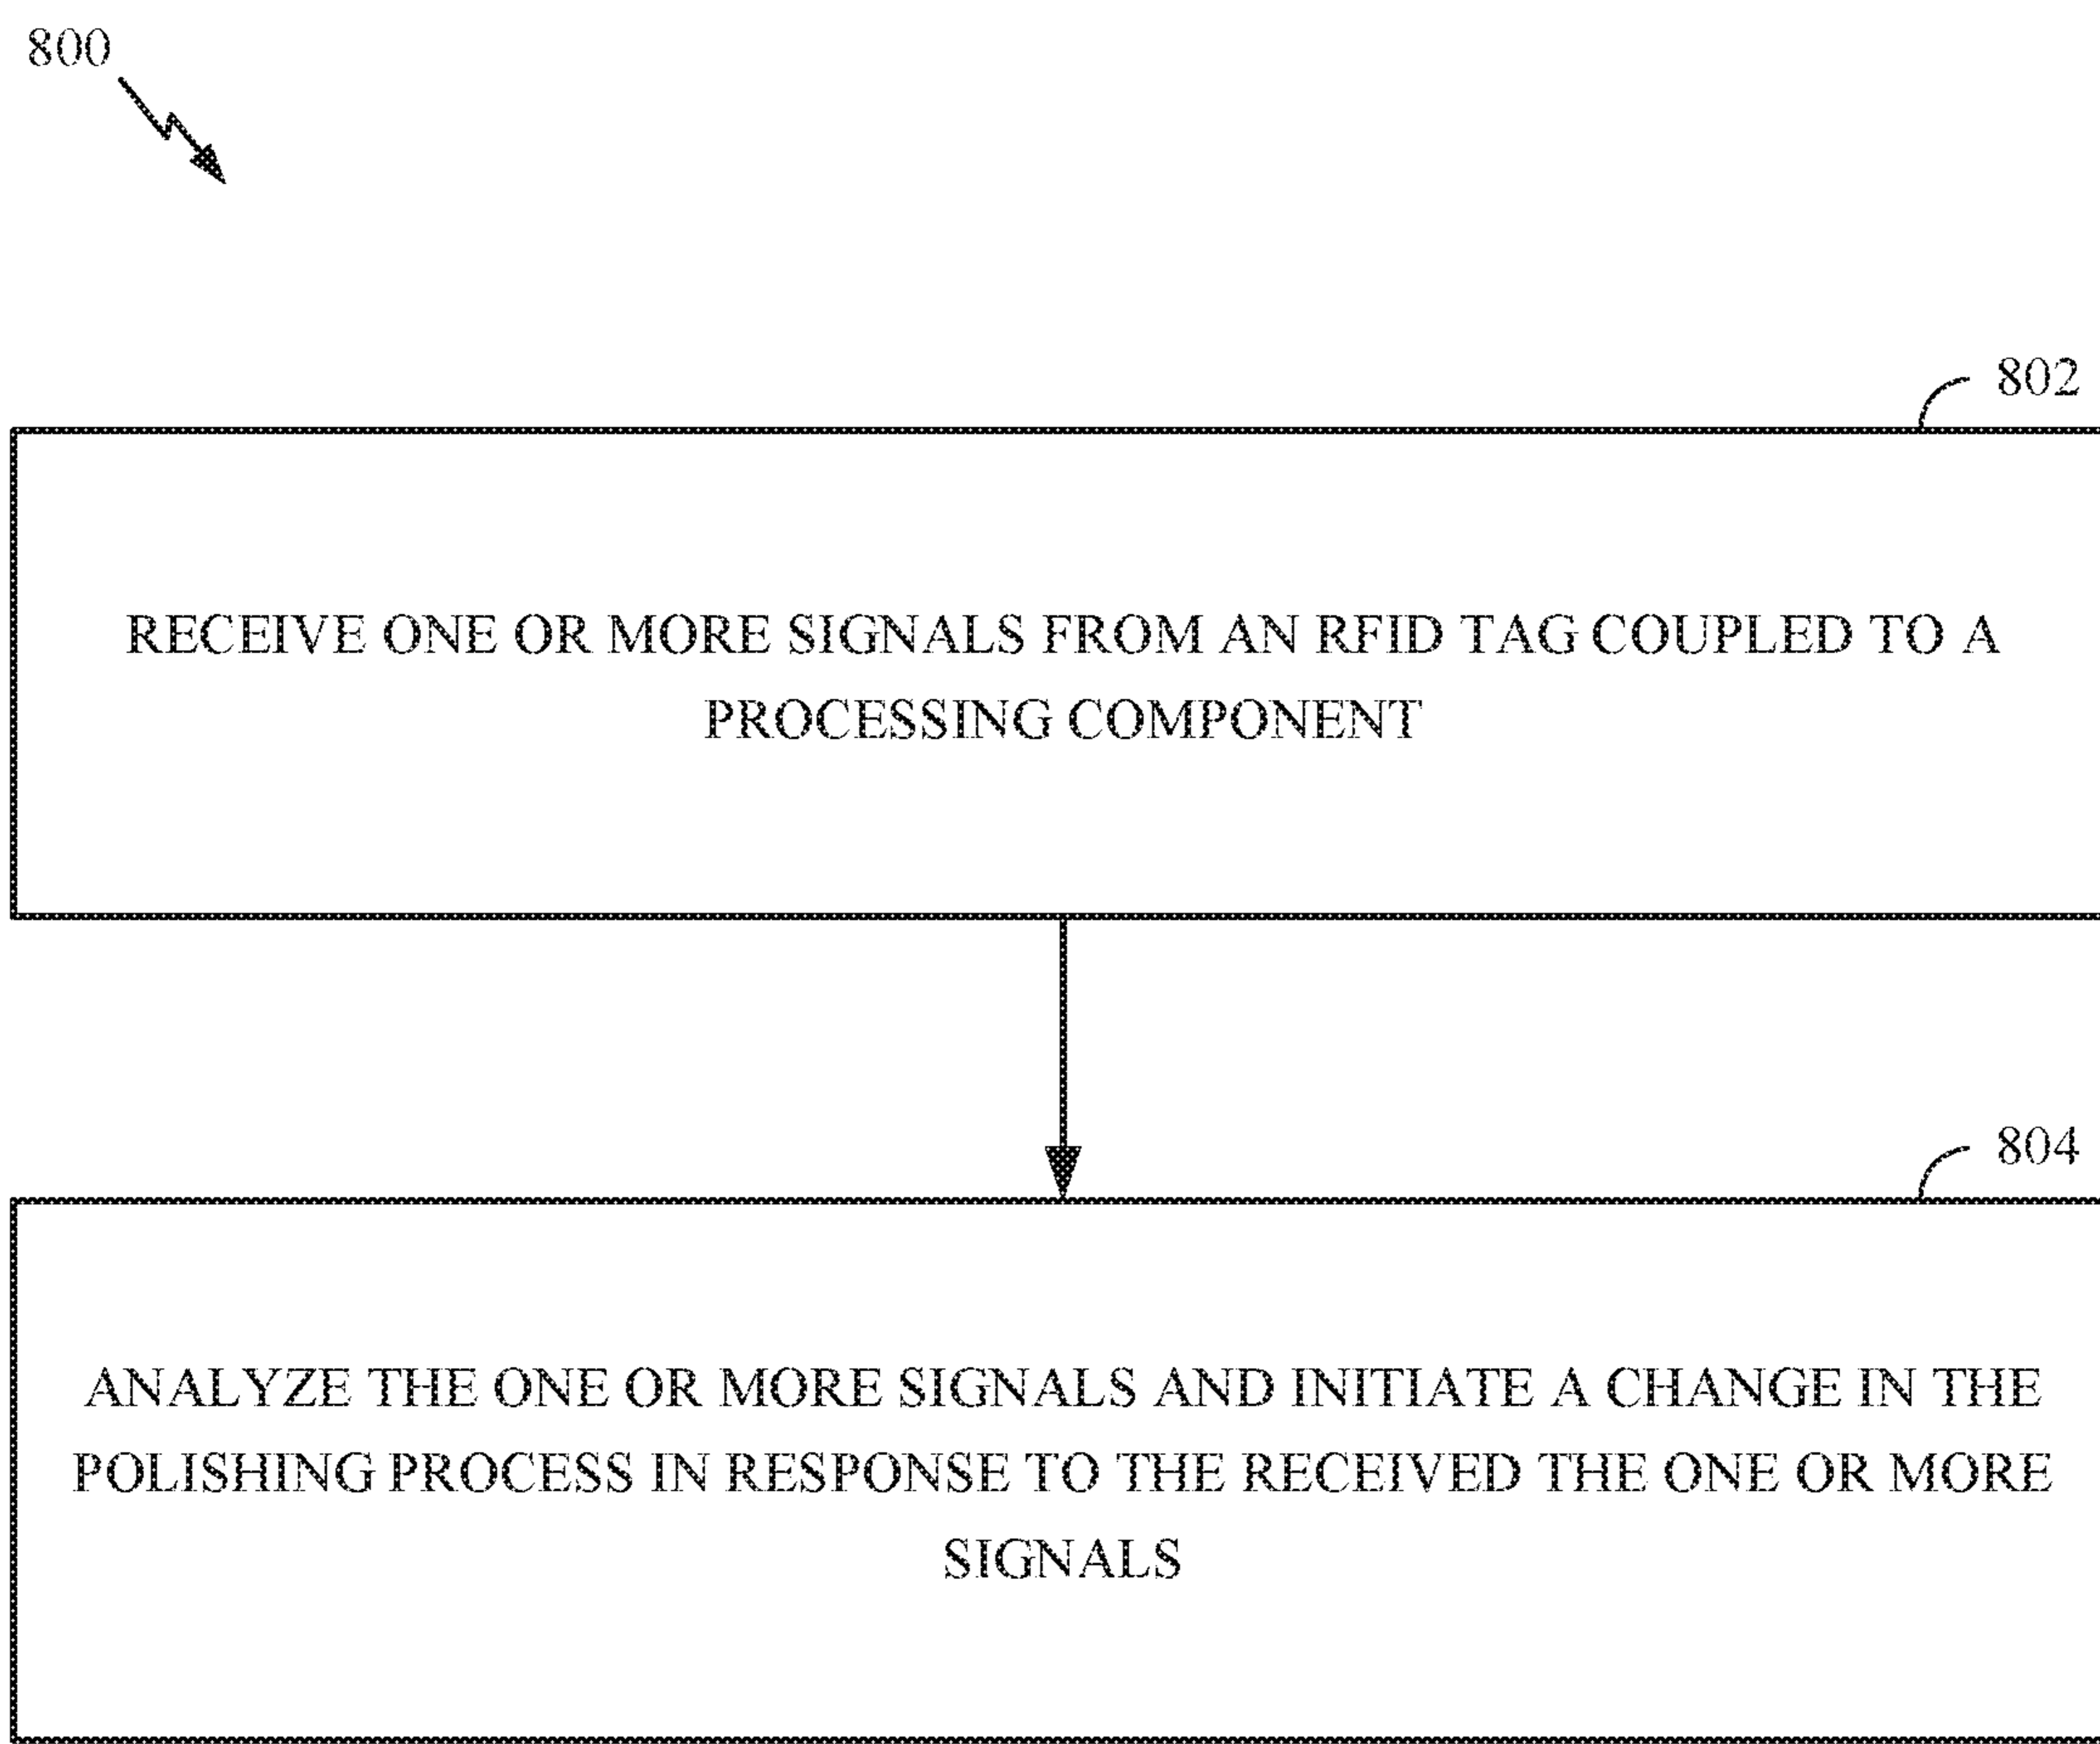 800
802
RECEIVE ONE OR MORE SIGNALS FROM AN RFID TAG COUPLED TO A
PROCESSING COMPONENT
804
ANALYZE THE ONE OR MORE SIGNALS AND INITIATE A CHANGE IN THE
POLISHING PROCESS IN RESPONSE TO THE RECEIVED THE ONE OR MORE
SIGNALS